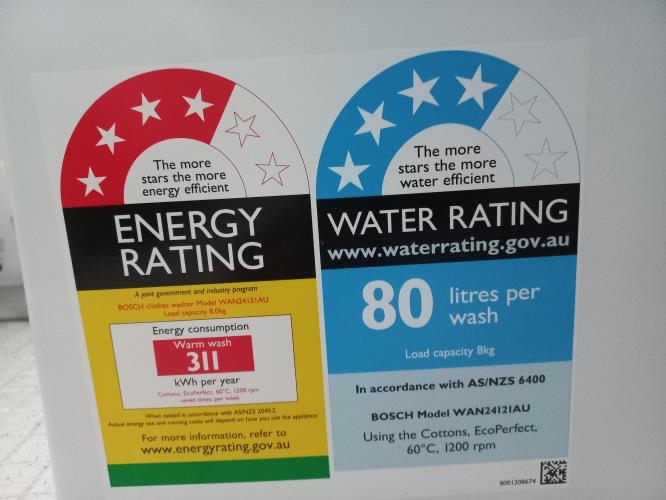 The more
stars the more
energy efficient
ENERGY
RATING
A joint government and industry program
BOSCH clothes washer Model WAN24121AU
Load capacity 8.0kg
Energy consumption
Warm wash
311
kWh per year
Cottons, EcoPerfect, 60°C, 1200 rpm
seven times per week
When tested in accordance with AS/NZS 2040.2.
Actual energy use and running costs will depend on how you use the appliance
For more information, refer to
www.energyrating.gov.au
The more
stars the more
water efficient
WATER RATING
www.waterrating.gov.au
80 litres per
wash
Load capacity 8kg
In accordance with AS/NZS 6400
BOSCH Model WAN24121AU
Using the Cottons, EcoPerfect,
60°C, 1200 rpm
8001208674